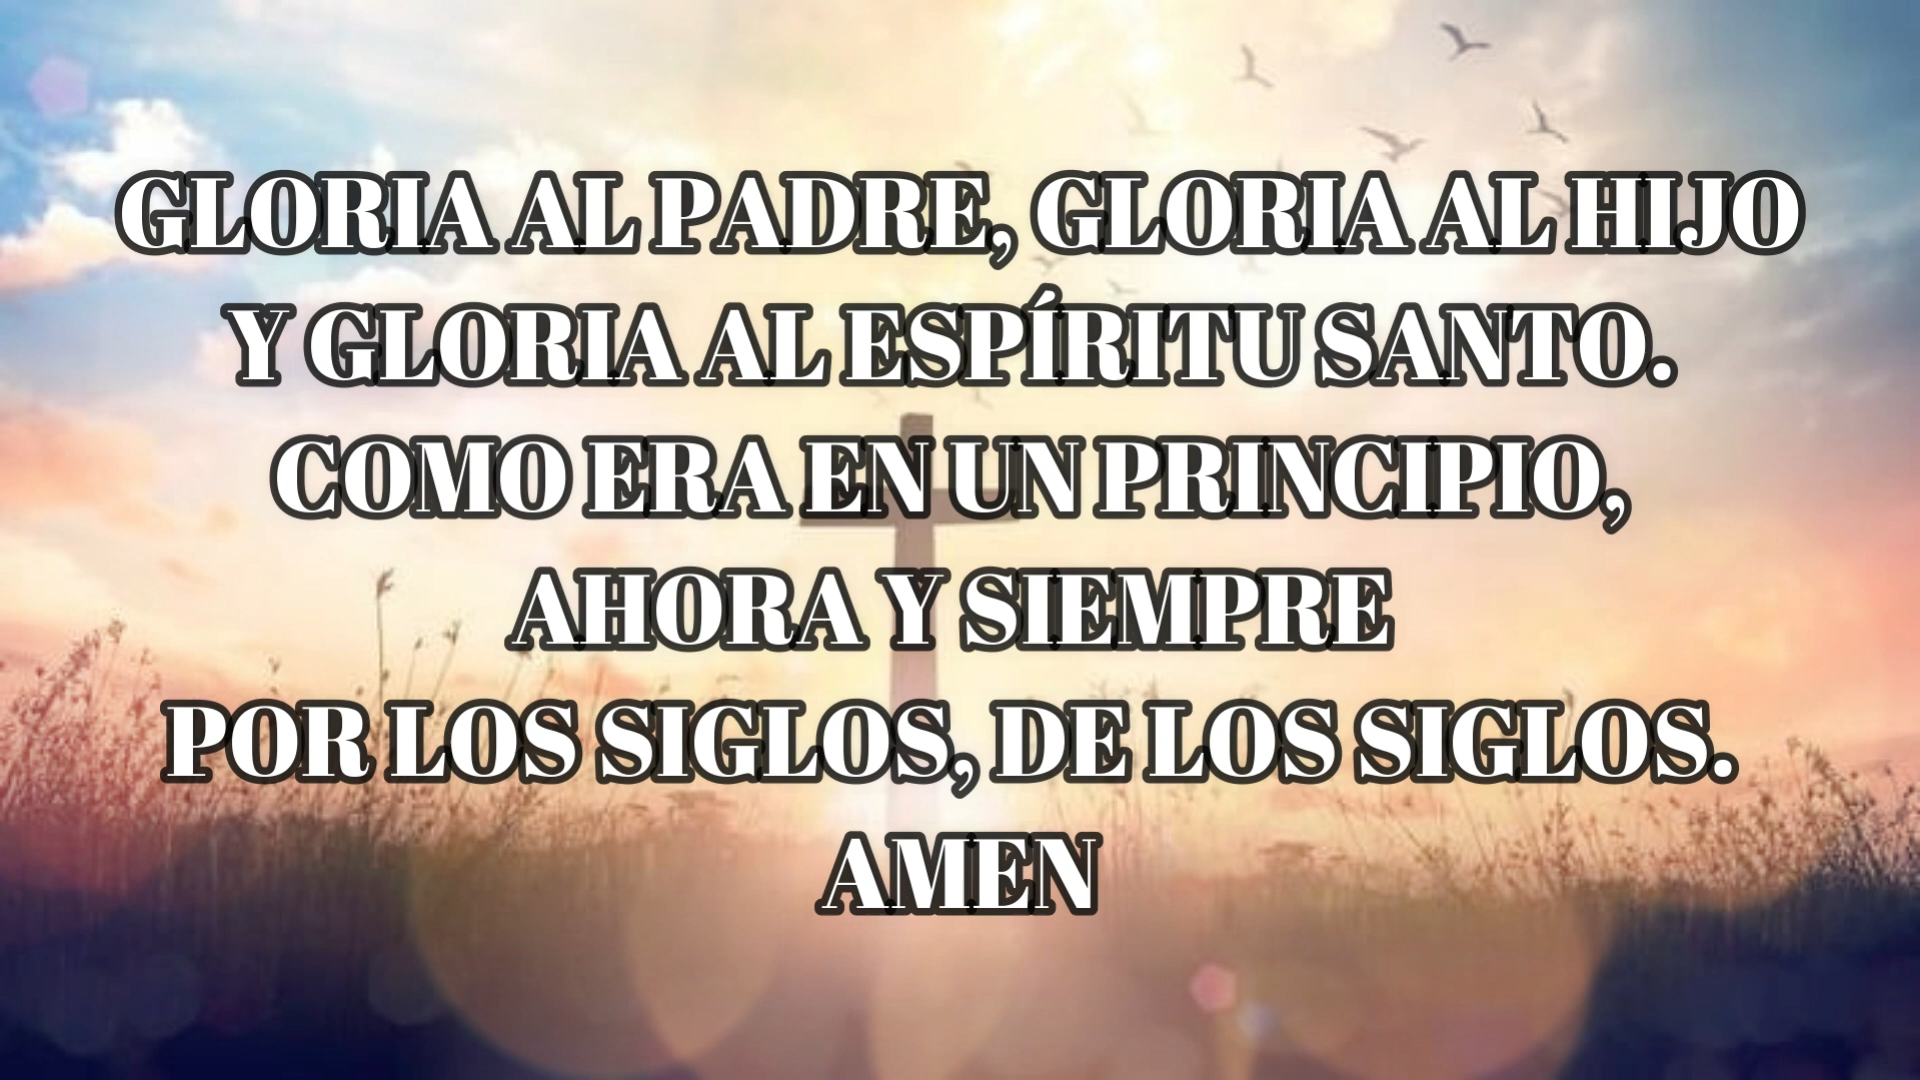 GLORIA AL PADRE, GLORIA AL HIJO
Y GLORIA AL ESPÍRITU SANTO.
COMO ERA EN UN PRINCIPIO,
AHORA Y SIEMPRE
POR LOS SIGLOS, DE LOS SIGLOS.
AMEN